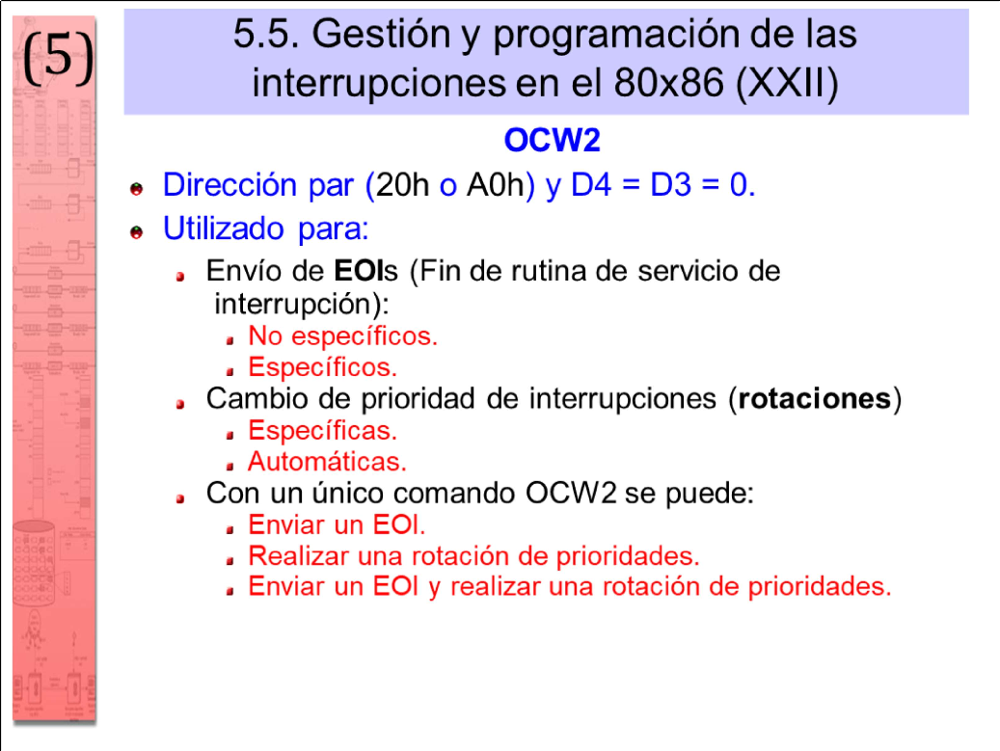 (5)
5.5. Gestión y programación de las
interrupciones en el 80x86 (XXII)
OCW2
Dirección par (20h o A0h) y D4 = D3 = 0.
Utilizado para:
Envío de EOIs (Fin de rutina de servicio de
interrupción):
No específicos.
Específicos.
Cambio de prioridad de interrupciones (rotaciones)
Específicas.
Automáticas.
Con un único comando OCW2 se puede:
Enviar un EOI.
Realizar una rotación de prioridades.
Enviar un EOI y realizar una rotación de prioridades.